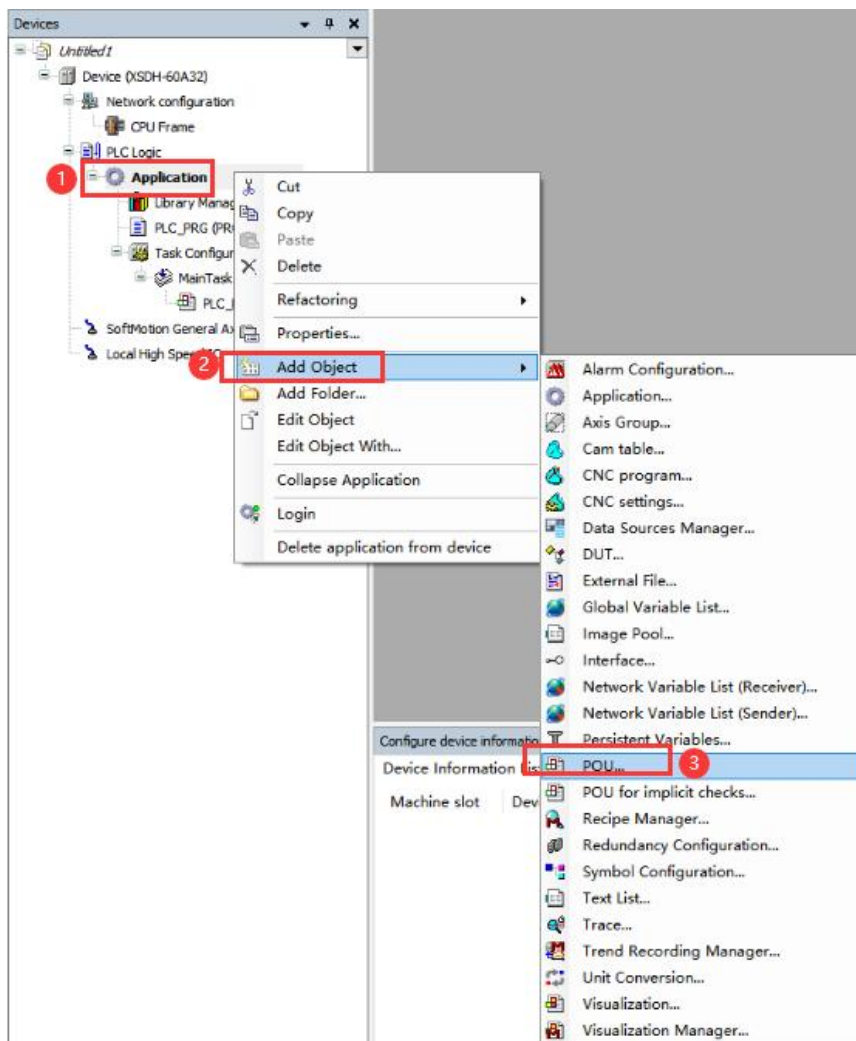 Devices
Untitled1
Device (XSDH-60A32)
Network configuration
CPU Frame
PLC Logic
1
Application
Library Manag
PLC_PRG (PR
Task Configur
MainTask
PLC_
SoftMotion General Ax
Local High Spe
Cut
Copy
Paste
Delete
Refactoring
Properties...
2
Add Object
Add Folder...
Edit Object
Edit Object With...
Collapse Application
Login
Delete application from device
Alarm Configuration...
Application...
Axis Group...
Cam table...
CNC program...
CNC settings...
Data Sources Manager...
DUT...
External File...
Global Variable List...
Image Pool...
Interface...
Network Variable List (Receiver)...
Network Variable List (Sender)...
Persistent Variables...
POU...
3
POU for implicit checks...
Recipe Manager...
Redundancy Configuration...
Symbol Configuration...
Text List...
Trace...
Trend Recording Manager...
Unit Conversion...
Visualization...
Visualization Manager...
Configure device informatio
Device Information Lis
Machine slot Dev